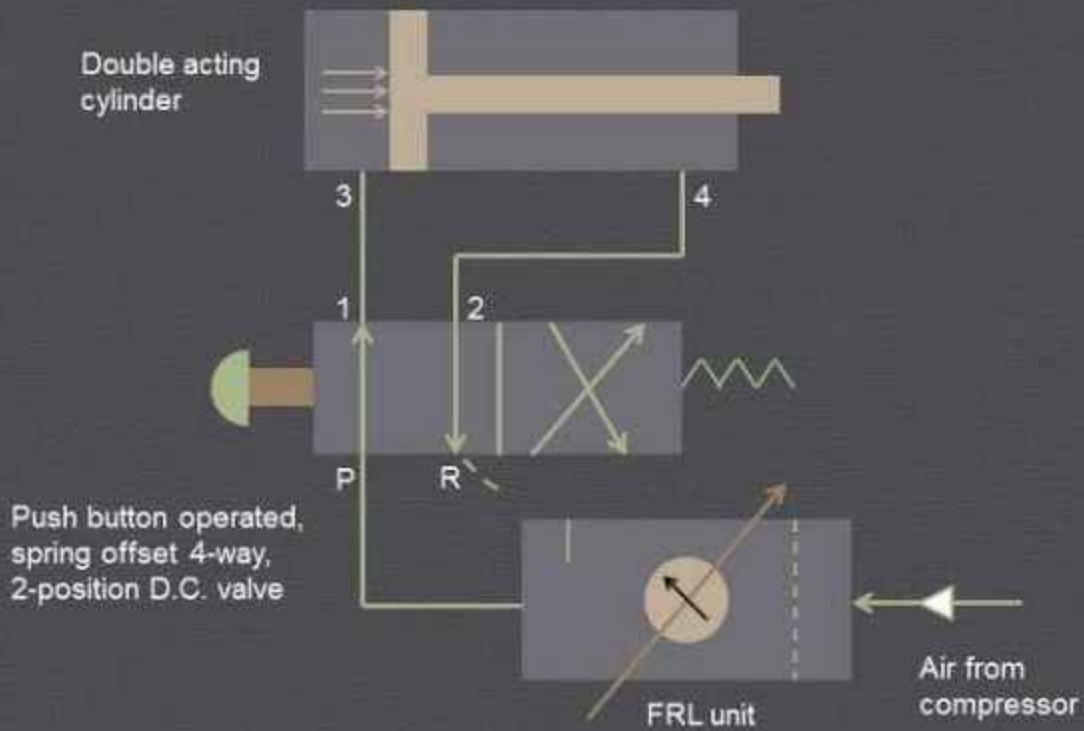 Double acting
cylinder
3
4
1
2
P
R
Push button operated,
spring offset 4-way,
2-position D.C. valve
Air from
compressor
FRL unit